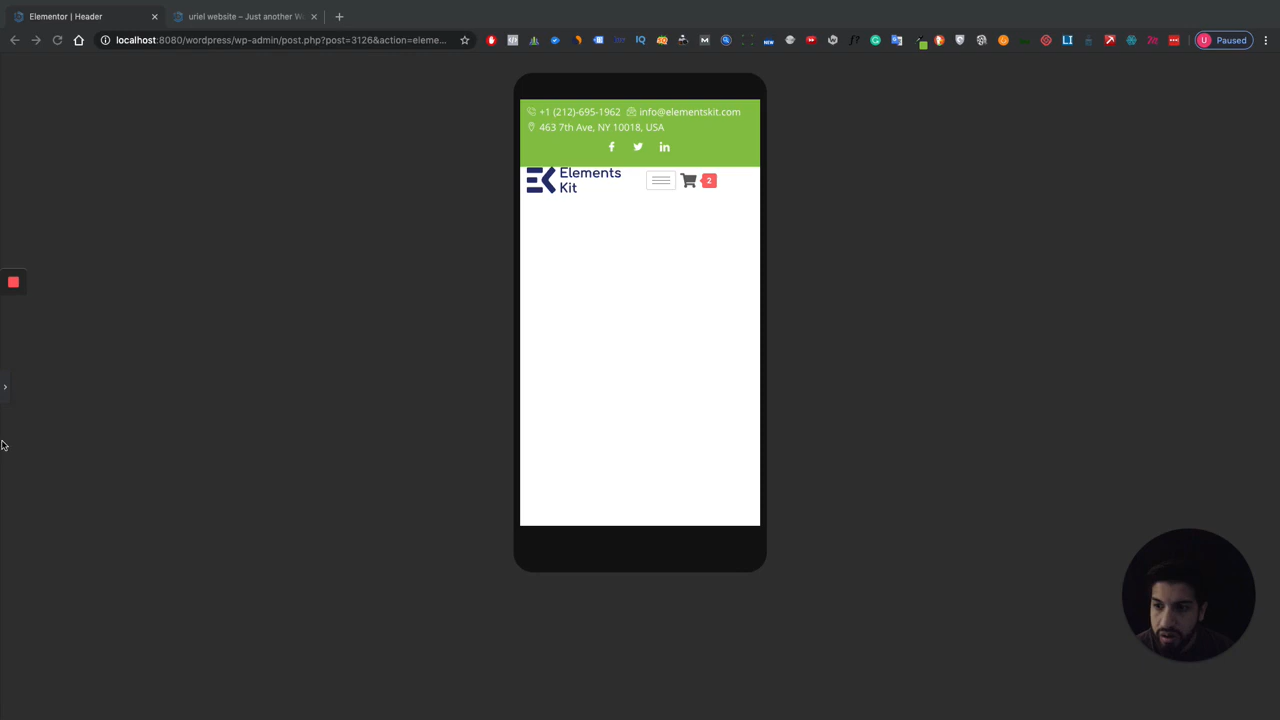 Elementor | Header
uriel website – Just another W
localhost:8080/wordpress/wp-admin/post.php?post=3126&action=eleme...
U Paused
+1 (212)-695-1962 info@elementskit.com
463 7th Ave, NY 10018, USA
Elements
Kit
2